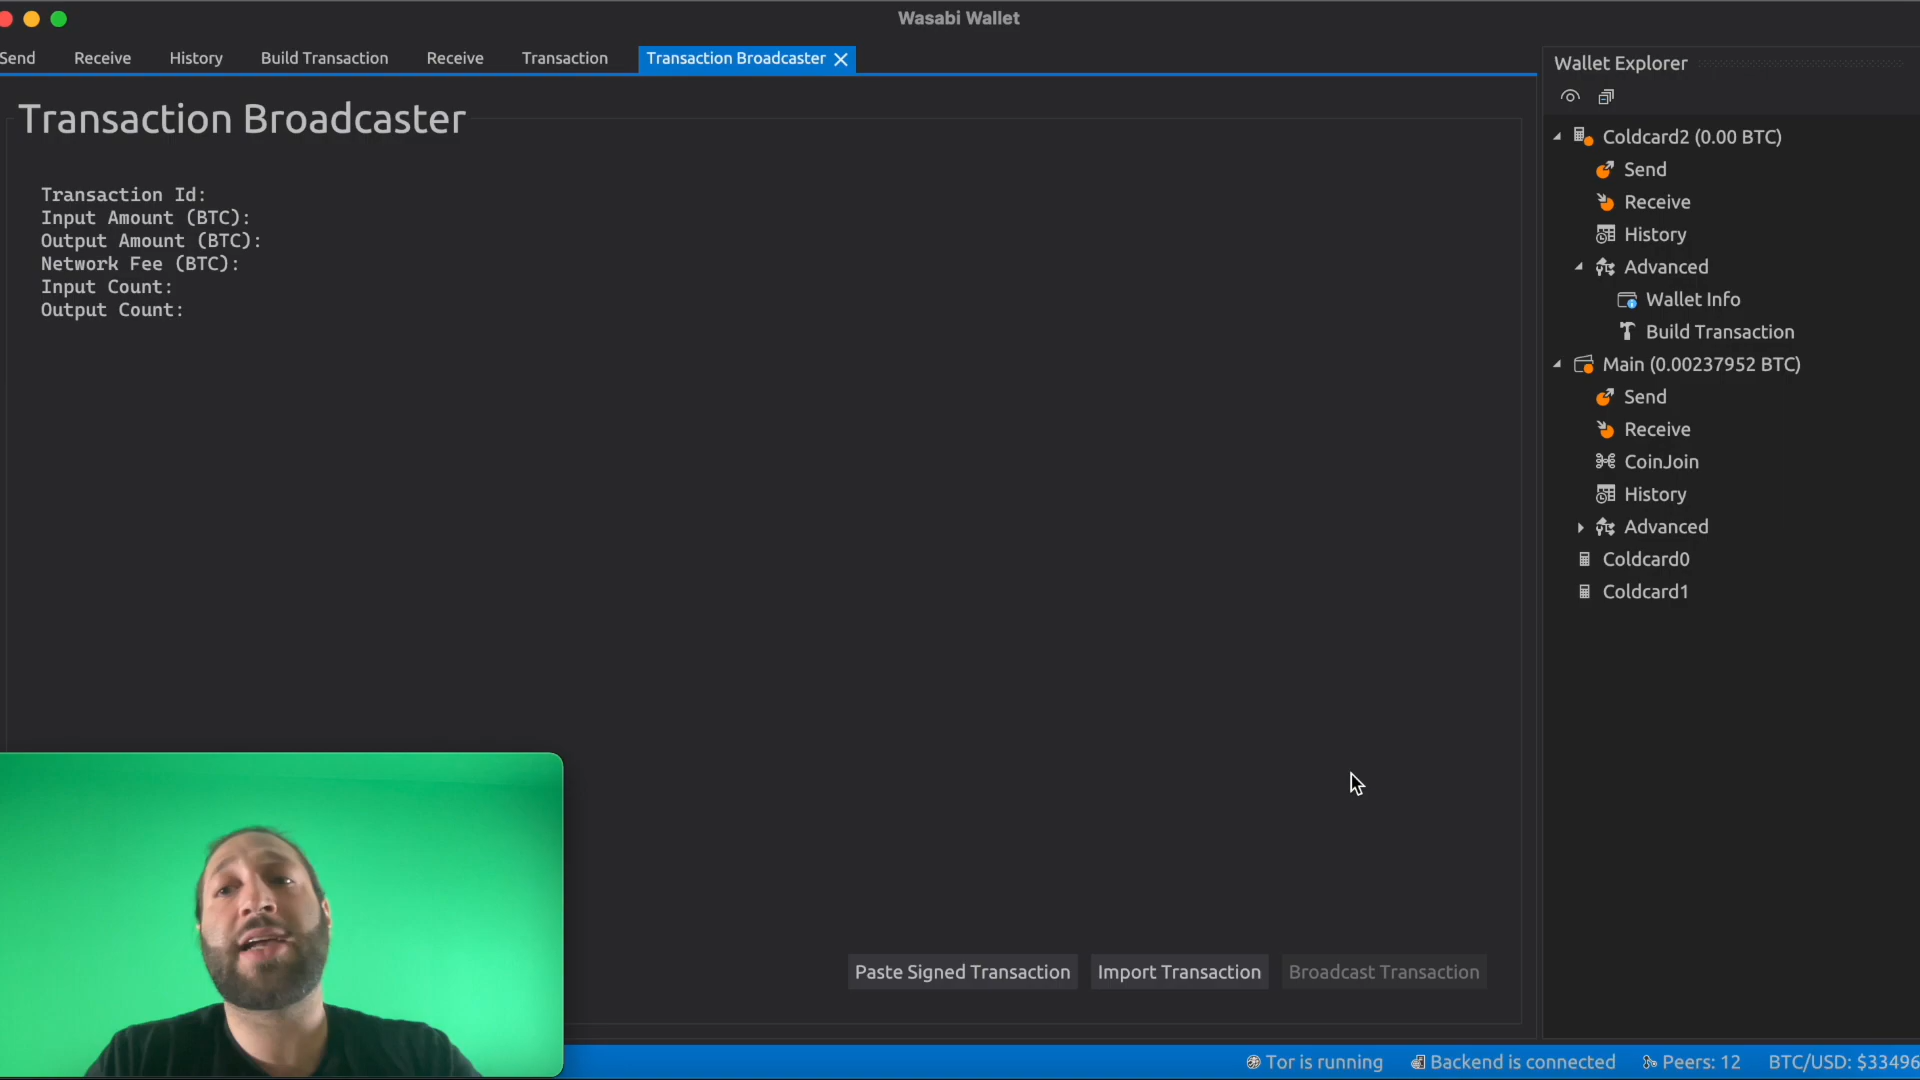 Wasabi Wallet
Send Receive History Build Transaction Receive Transaction Transaction Broadcaster
Transaction Broadcaster
Transaction Id:
Input Amount (BTC):
Output Amount (BTC):
Network Fee (BTC):
Input Count:
Output Count:
Paste Signed Transaction Import Transaction Broadcast Transaction
Wallet Explorer
Coldcard2 (0.00 BTC)
Send
Receive
History
Advanced
Wallet Info
Build Transaction
Main (0.00237952 BTC)
Send
Receive
CoinJoin
History
Advanced
Coldcard0
Coldcard1
Tor is running Backend is connected Peers: 12 BTC/USD: $33496